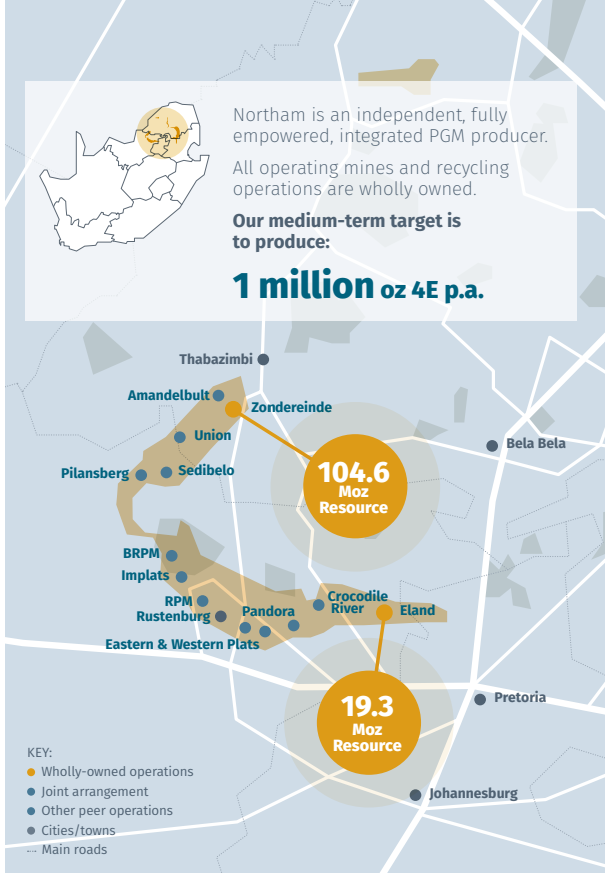 Northam is an independent, fully
empowered, integrated PGM producer.
All operating mines and recycling
operations are wholly owned.
Our medium-term target is
to produce:
1 million oz 4E p.a.
Thabazimbi
Amandelbult
Zondereinde
Union
Bela Bela
Pilansberg
Sedibelo
104.6
Moz
Resource
BRPM
Implats
RPM
Rustenburg
Pandora
Crocodile
River
Eland
Eastern & Western Plats
19.3
Moz
Resource
Pretoria
Johannesburg
KEY:
Wholly-owned operations
Joint arrangement
Other peer operations
Cities/towns
Main roads